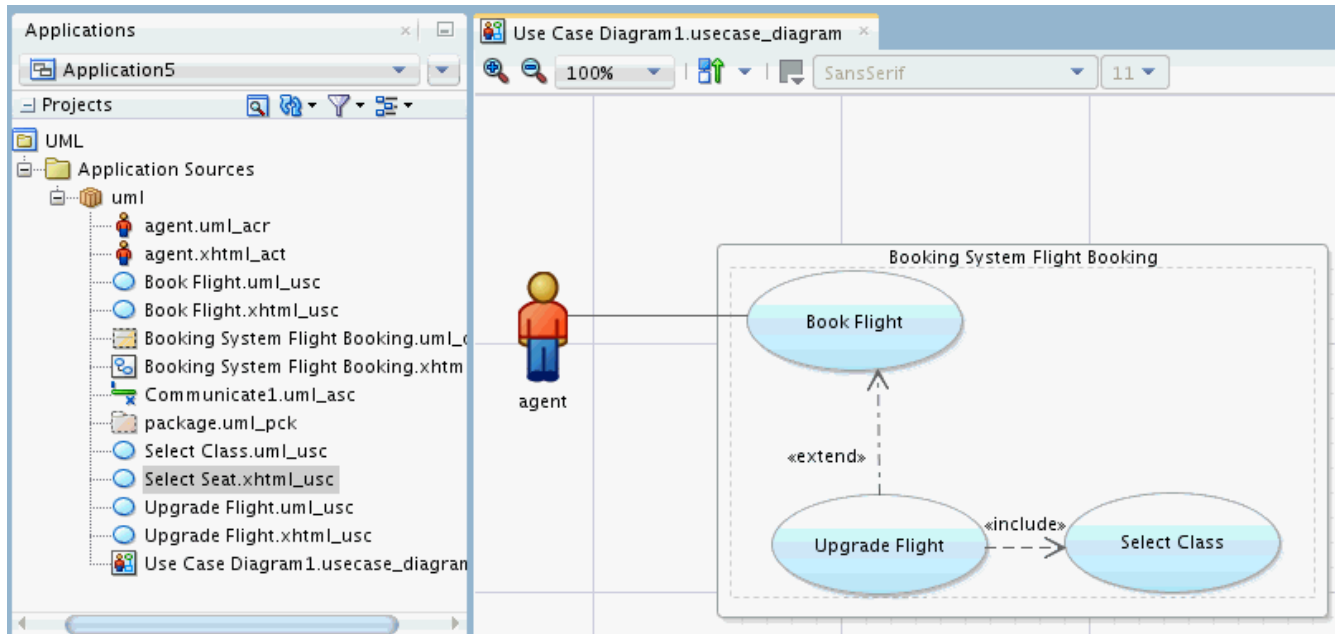 Applications
Application5
Projects
UML
Application Sources
uml
agent.uml_acr
agent.xhtml_act
Book Flight.uml_usc
Book Flight.xhtml_usc
Booking System Flight Booking.uml_
Booking System Flight Booking.xhtm
Communicate1.uml_asc
package.uml_pck
Select Class.uml_usc
Select Seat.xhtml_usc
Upgrade Flight.uml_usc
Upgrade Flight.xhtml_usc
Use Case Diagram1.usecase_diagran
Use Case Diagram1.usecase_diagram
100% SansSerif 11
Booking System Flight Booking
Book Flight
agent
«extend»
«include»
Upgrade Flight
Select Class